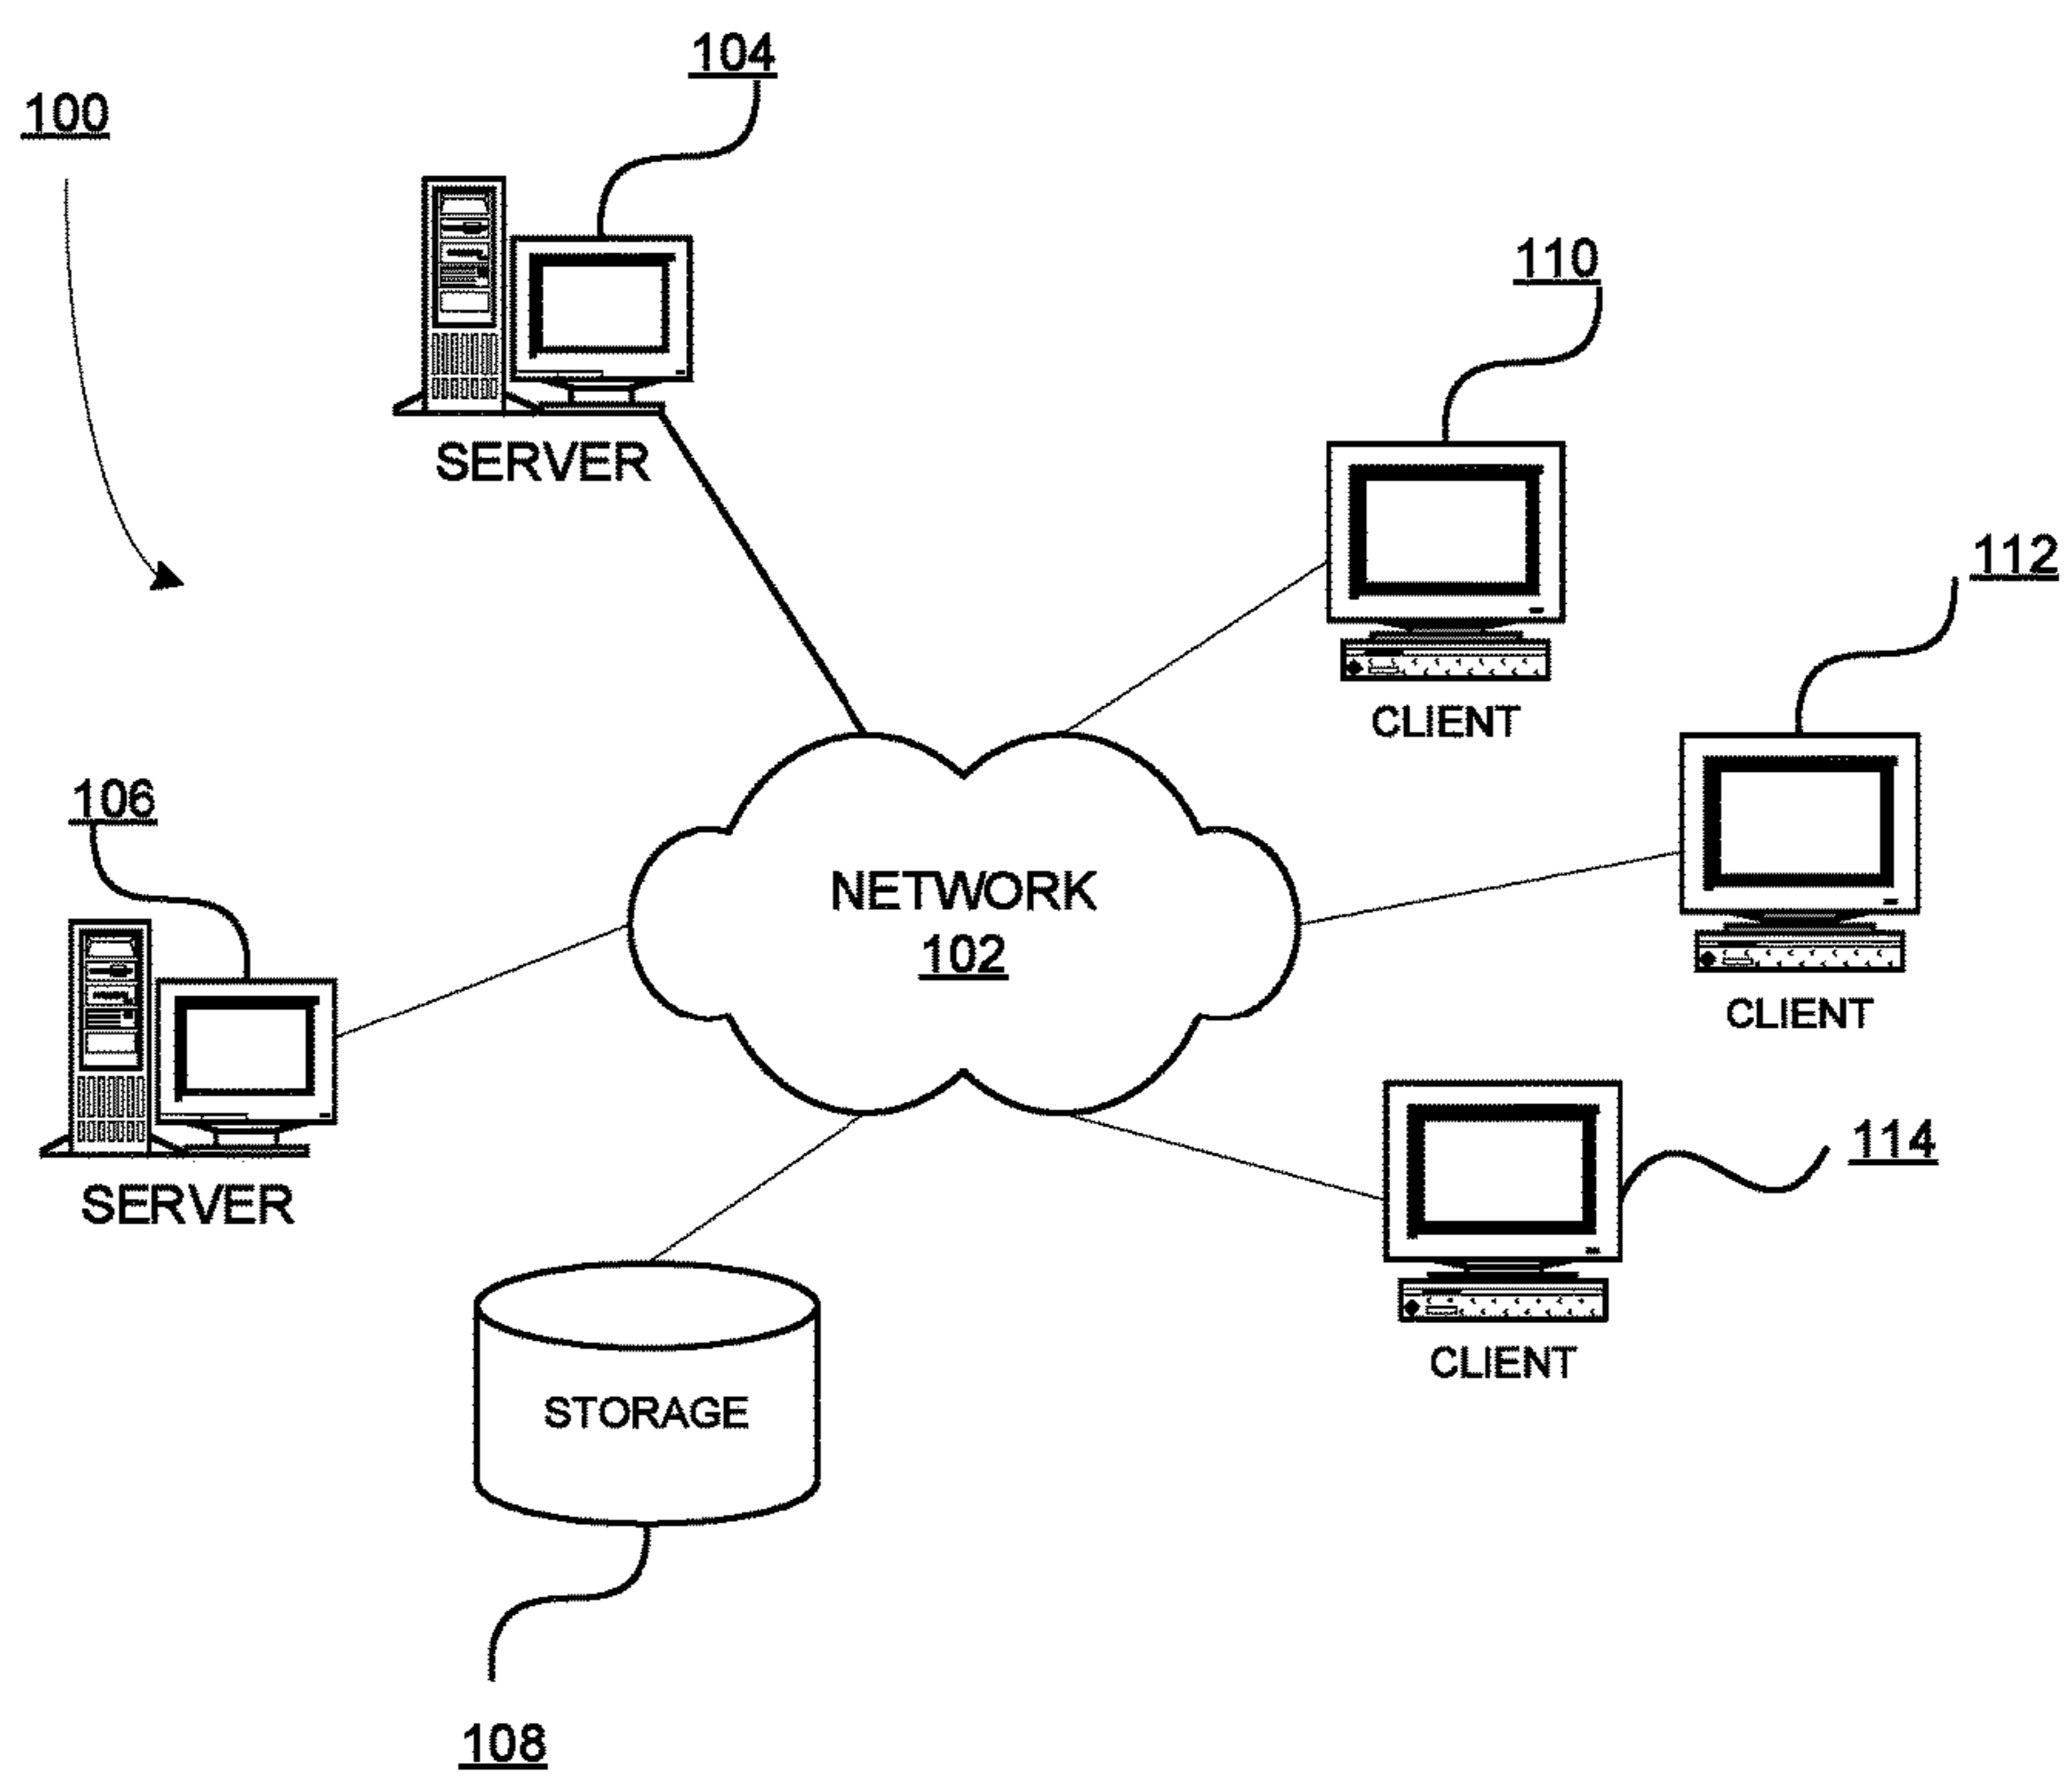 104
100
SERVER
110
CLIENT
112
CLIENT
106
SERVER
NETWORK
102
114
CLIENT
STORAGE
108